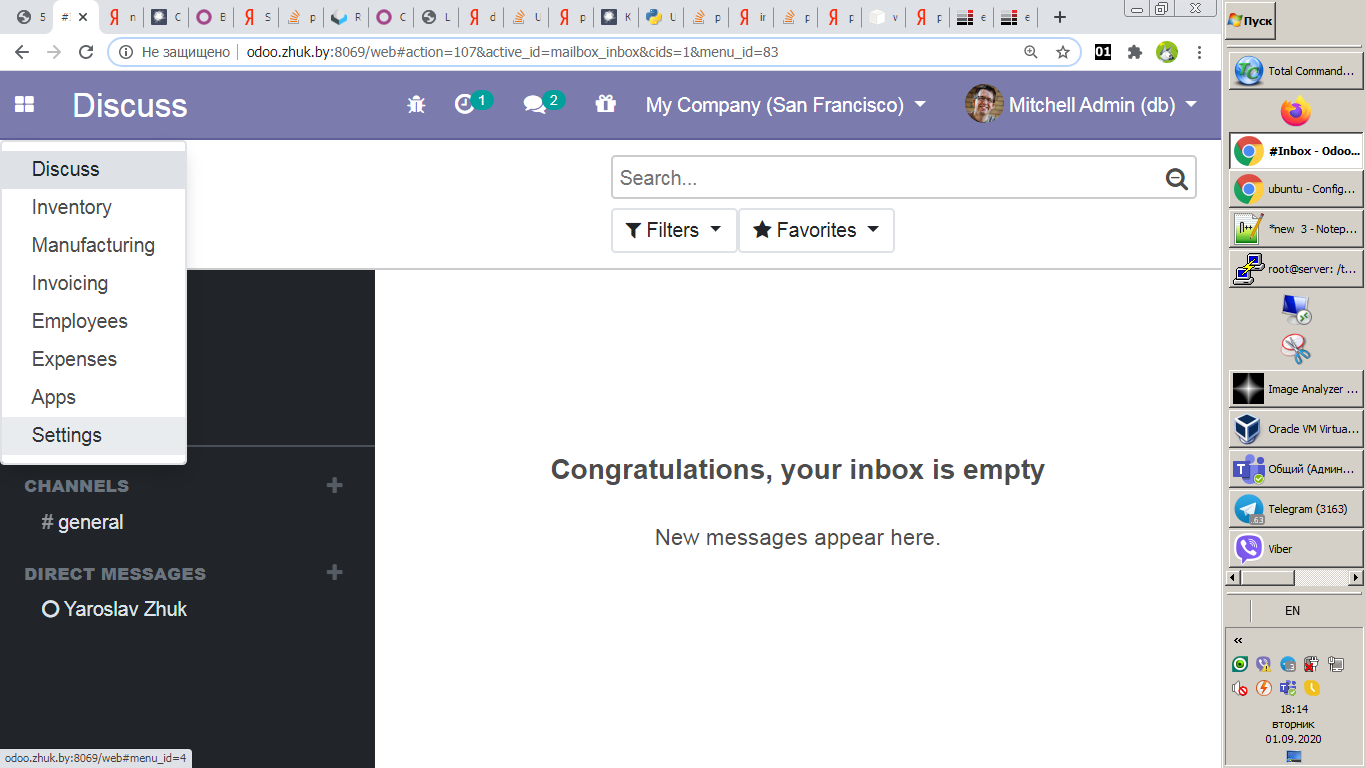 5
#I
Я n
C
B
Я S
p
R
C
L
Я d
U
Я p
K
U
p
Я ir
p
Я p
v
Я p
e
e
Не защищено
odoo.zhuk.by:8069/web#action=107&active_id=mailbox_inbox&cids=1&menu_id=83
01
Discuss
1
2
My Company (San Francisco)
Mitchell Admin (db)
Discuss
Inventory
Manufacturing
Invoicing
Employees
Expenses
Apps
Settings
Search...
Filters
Favorites
CHANNELS
# general
DIRECT MESSAGES
Yaroslav Zhuk
Congratulations, your inbox is empty
New messages appear here.
odoo.zhuk.by:8069/web#menu_id=4
Пуск
Total Command...
#Inbox - Odoo...
ubuntu - Config...
*new 3 - Notep...
root@server: /t...
Image Analyzer ...
Oracle VM Virtua...
Общий (Админ...
Telegram (3163)
Viber
EN
«
18:14
вторник
01.09.2020